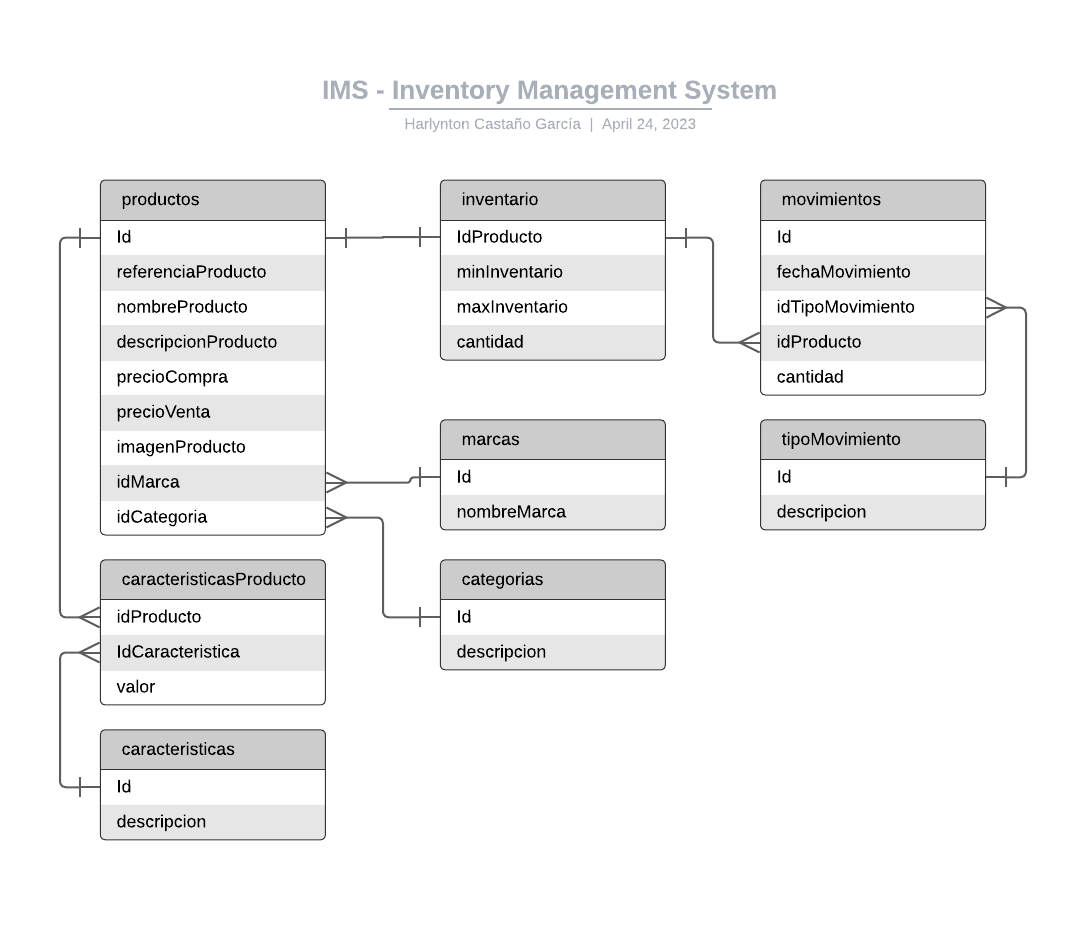 IMS - Inventory Management System
Harlynton Castaño García | April 24, 2023
productos
Id
referenciaProducto
nombreProducto
descripcionProducto
precioCompra
precioVenta
imagenProducto
idMarca
idCategoria
inventario
IdProducto
minInventario
maxInventario
cantidad
movimientos
Id
fechaMovimiento
idTipoMovimiento
idProducto
cantidad
marcas
Id
nombreMarca
tipoMovimiento
Id
descripcion
caracteristicasProducto
idProducto
IdCaracteristica
valor
categorias
Id
descripcion
caracteristicas
Id
descripcion